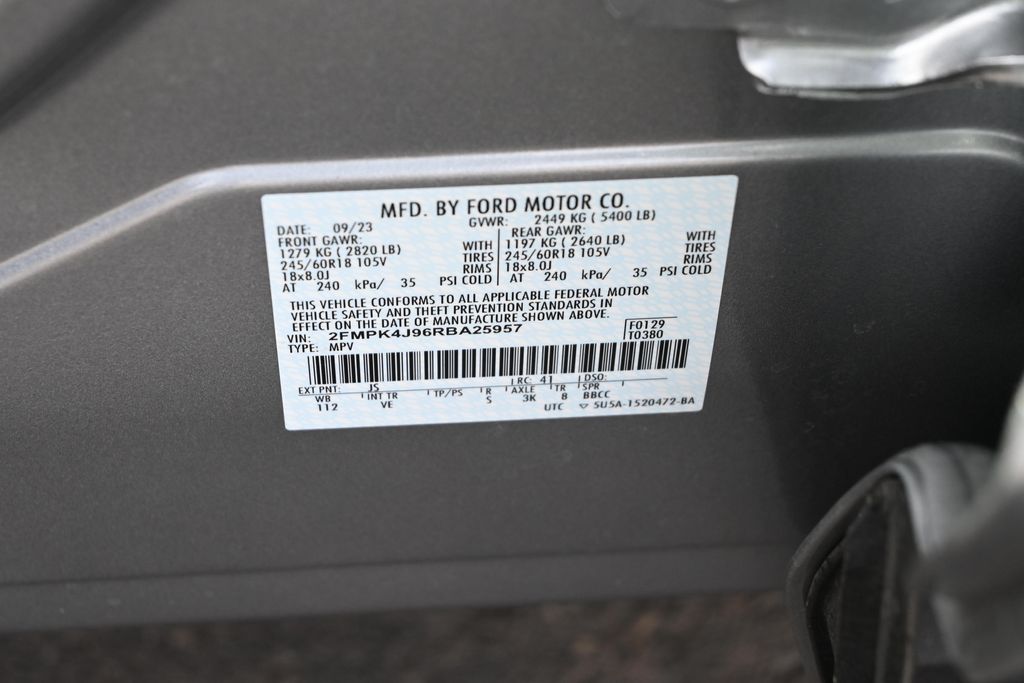 MFD. BY FORD MOTOR CO.
DATE: 09/23 GVWR: 2449 KG ( 5400 LB)
FRONT GAWR: REAR GAWR:
1279 KG ( 2820 LB) WITH 1197 KG ( 2640 LB) WITH
245/60R18 105V TIRES 245/60R18 105V TIRES
18x8.0J RIMS 18x8.0J RIMS
AT 240 kPa/ 35 PSI COLD AT 240 kPa/ 35 PSI COLD
THIS VEHICLE CONFORMS TO ALL APPLICABLE FEDERAL MOTOR
VEHICLE SAFETY AND THEFT PREVENTION STANDARDS IN
EFFECT ON THE DATE OF MANUFACTURE SHOWN ABOVE.
VIN: 2FMPK4J96RBA25957 F0129
TYPE: MPV T0380
EXT PNT: JS RC: 41 DSO:
WB INT TR TP/PS R AXLE TR SPR
112 VE S 3K 8 BBCC
UTC ▽ 5U5A-1520472-BA